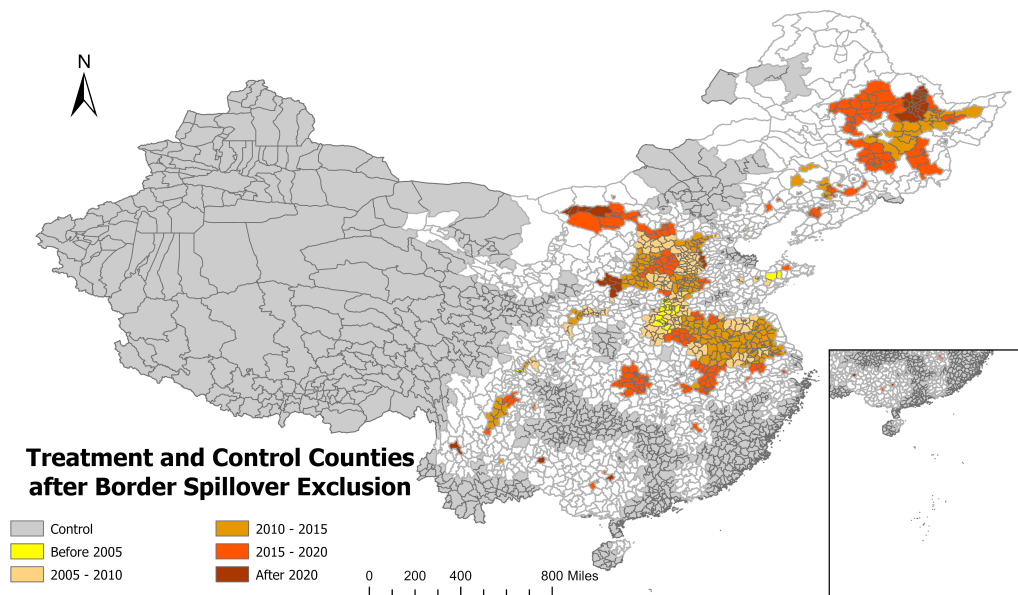 N
Treatment and Control Counties
after Border Spillover Exclusion
Control
Before 2005
2005 - 2010
2010 - 2015
2015 - 2020
After 2020
0 200 400 800 Miles